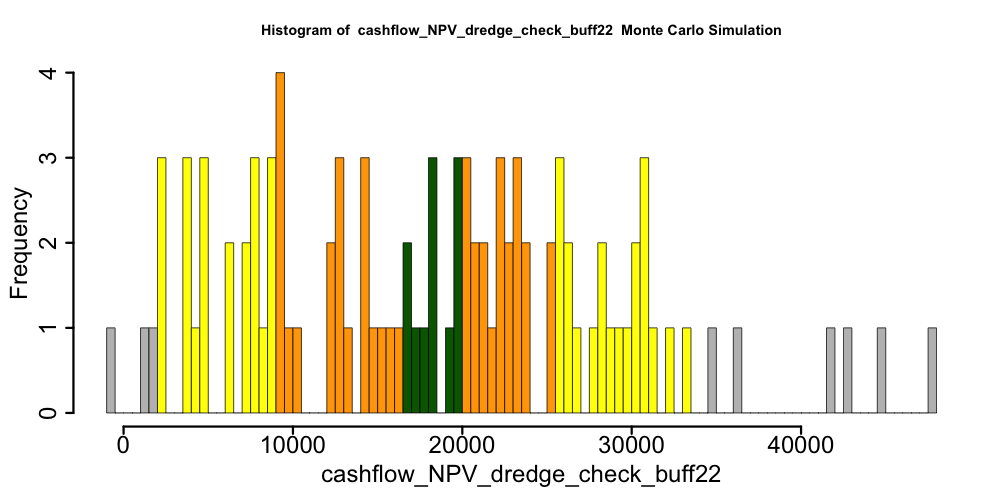 Histogram of cashflow_NPV_dredge_check_buff22 Monte Carlo Simulation
4
3
2
1
0
Frequency
0 10000 20000 30000 40000
cashflow_NPV_dredge_check_buff22